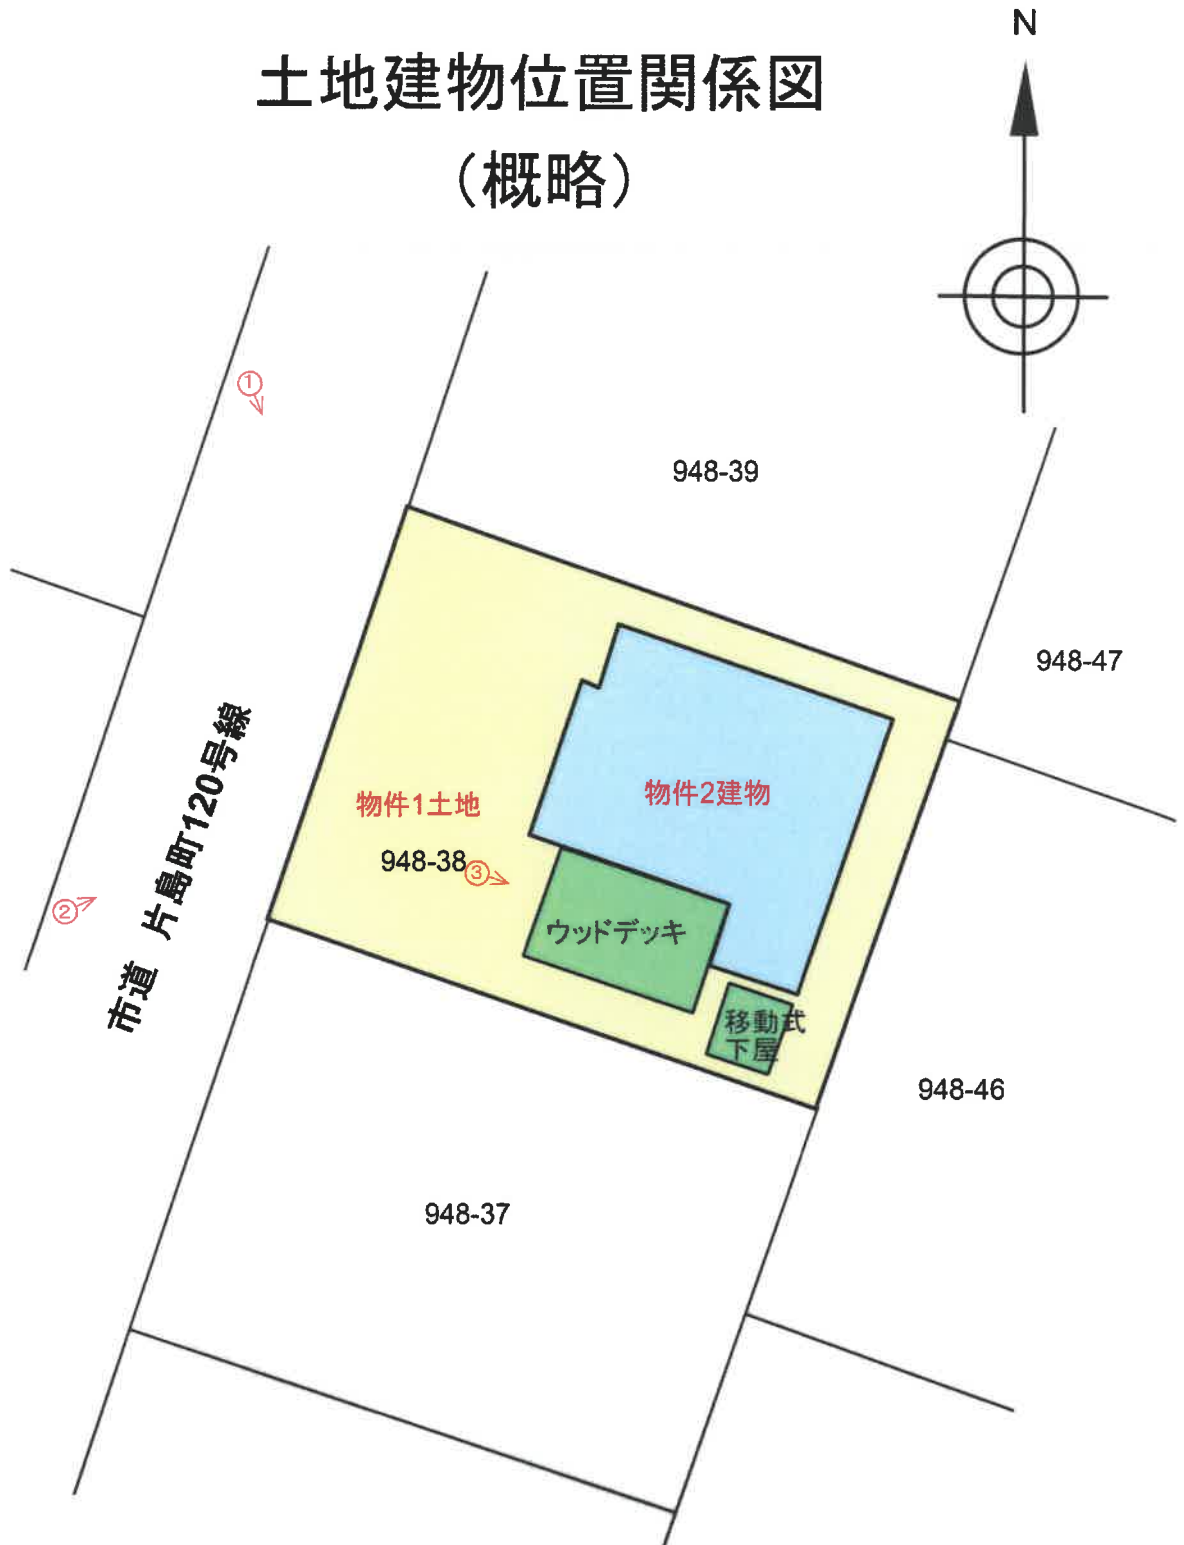 N
土地建物位置関係図
（概略）
①
948-39
948-47
市道 片島町120号線
物件1土地
物件2建物
948-38
③
②
ウッドデッキ
移動式
下屋
948-46
948-37